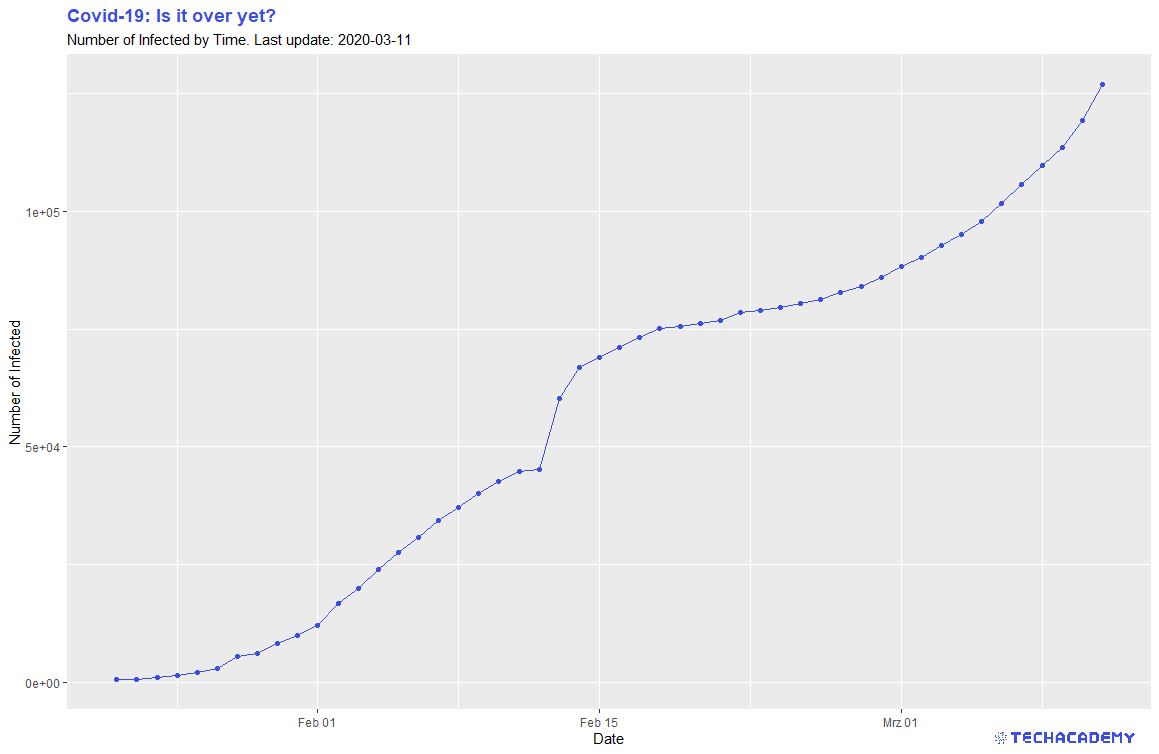 Covid-19: Is it over yet?
Number of Infected by Time. Last update: 2020-03-11
Number of Infected
1e+05
5e+04
0e+00
Feb 01
Feb 15
Mrz 01
Date
TECHACADEMY